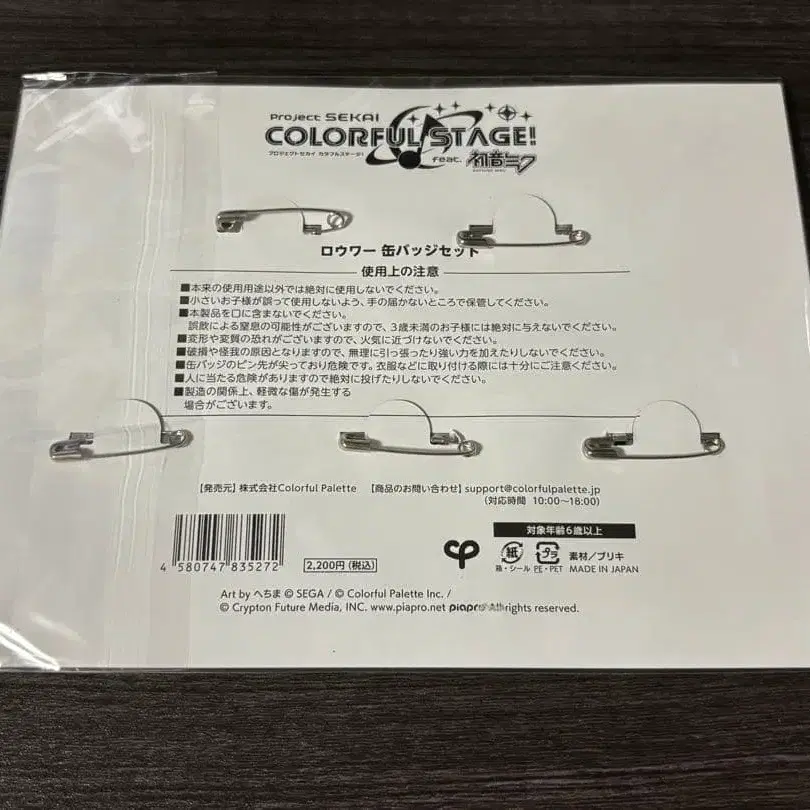 Project SEKAI
COLORFUL STAGE!
プロジェクトセカイ カラフルステージ!
feat. 初音ミク
HATSUNE MIKU
ロウワー 缶バッジセット
使用上の注意
■本来の使用用途以外では絶対に使用しないでください。
■小さいお子様が誤って使用しないよう、手の届かないところで保管してください。
■本製品を口に含まないでください。
誤飲による窒息の可能性がございますので、3歳未満のお子様には絶対に与えないでください。
■変形や変質の恐れがございますので、火気に近づけないでください。
■破損や怪我の原因となりますので、無理に引っ張ったり強い力を加えたりしないでください。
■缶バッジのピン先が尖っており危険です。衣服などに取り付ける際には十分にご注意ください。
■人に当たる危険がありますので絶対に投げたりしないでください。
■製造の関係上、軽微な傷が発生する
場合がございます。
【発売元】株式会社Colorful Palette 【商品のお問い合わせ】support@colorfulpalette.jp
(対応時間 10:00~18:00)
対象年齢6歳以上
紙 プラ 素材/ブリキ
箱・シール PE・PET MADE IN JAPAN
4 580747 835272
2,200円(税込)
Art by へちま © SEGA / © Colorful Palette Inc. /
© Crypton Future Media, INC. www.piapro.net piapro All rights reserved.